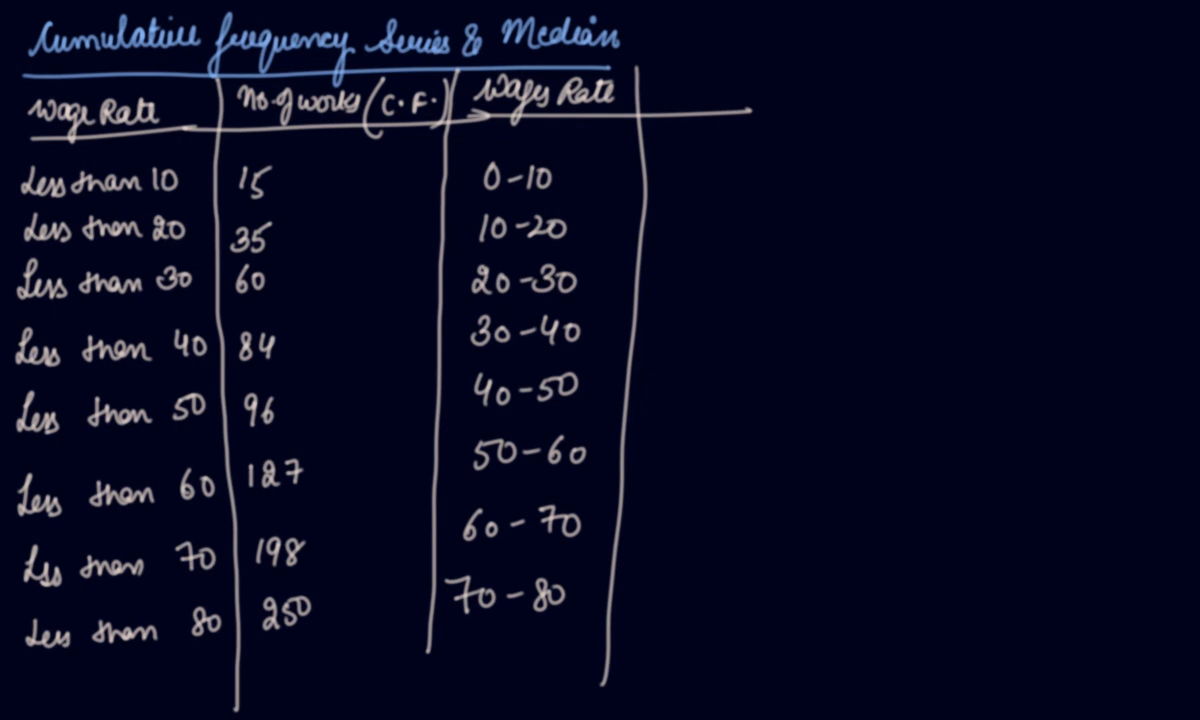 Cumulative frequency Series & Median
Wage Rate No. of works (C.F.) Wages Rate
Less than 10 15 0-10
Less than 20 35 10-20
Less than 30 60 20-30
Less than 40 84 30-40
Less than 50 96 40-50
Less than 60 127 50-60
Lss than 70 198 60-70
Less than 80 250 70-80